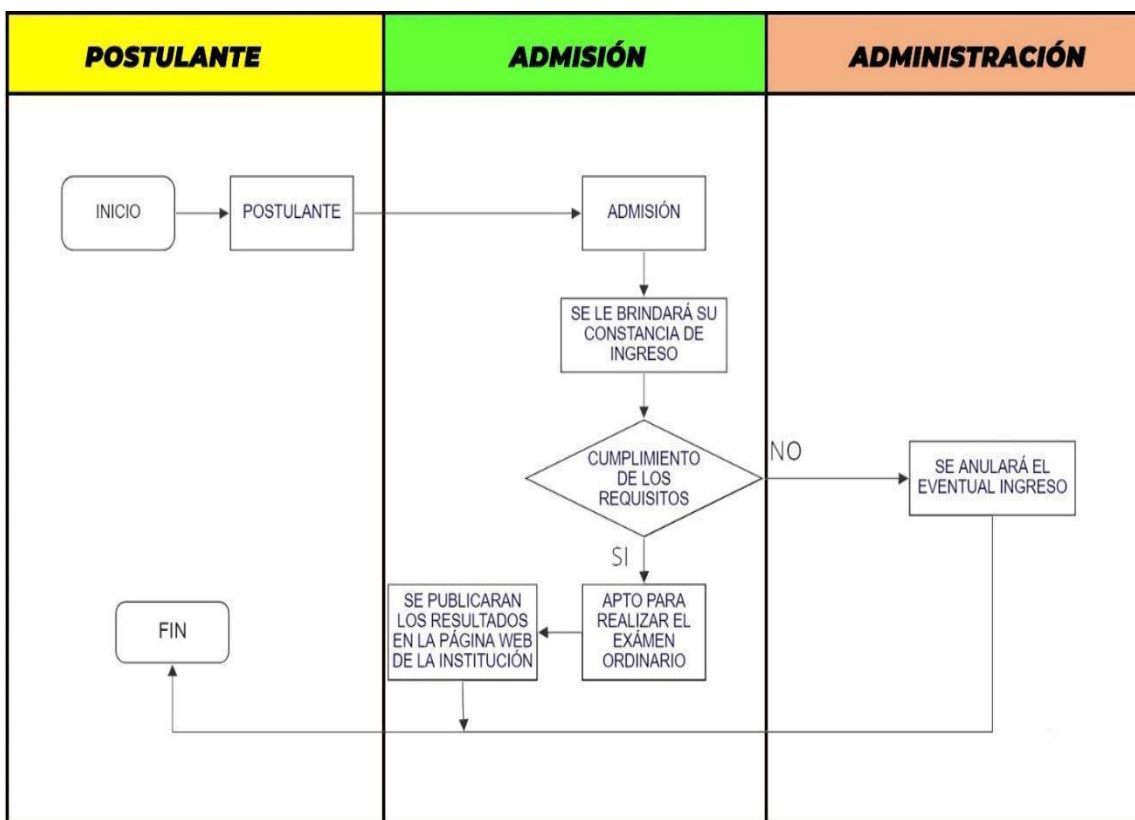 POSTULANTE
ADMISIÓN
ADMINISTRACIÓN
INICIO
POSTULANTE
ADMISIÓN
SE LE BRINDARÁ SU
CONSTANCIA DE
INGRESO
CUMPLIMIENTO
DE LOS
REQUISITOS
NO
SE ANULARÁ EL
EVENTUAL INGRESO
SI
APTO PARA
REALIZAR EL
EXÁMEN
ORDINARIO
SE PUBLICARAN
LOS RESULTADOS
EN LA PÁGINA WEB
DE LA INSTITUCIÓN
FIN